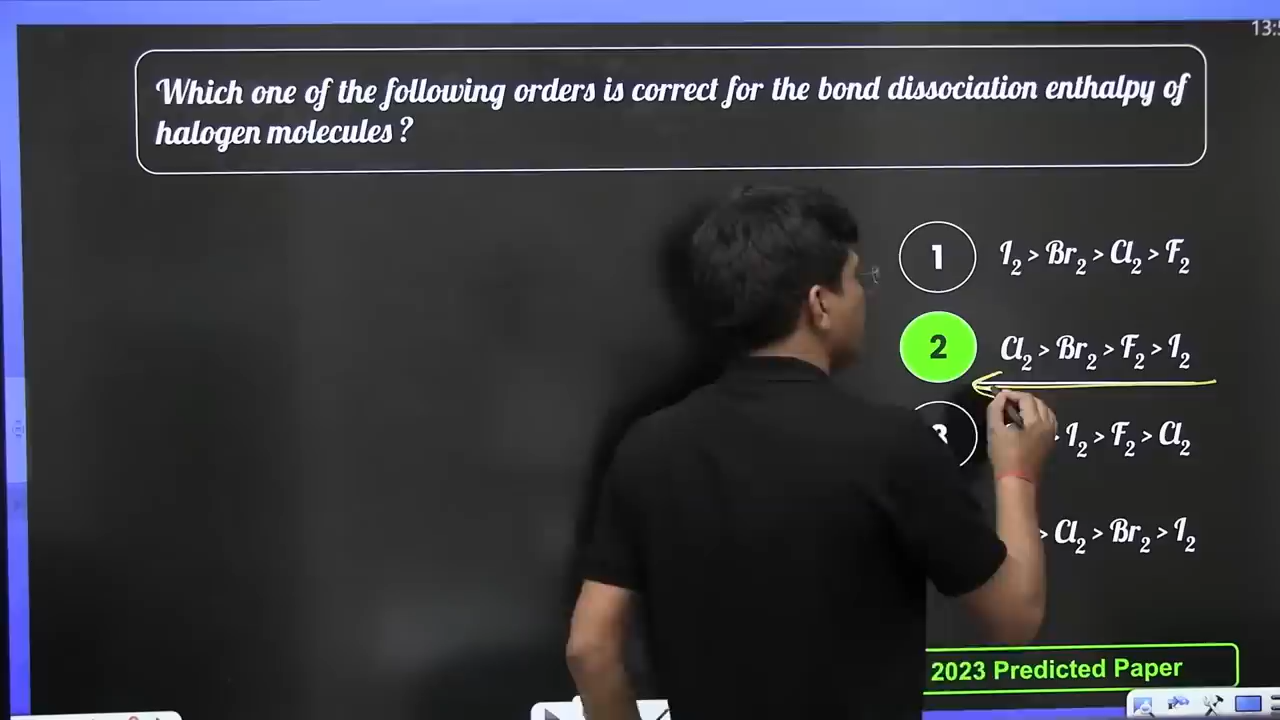 13:5
Which one of the following orders is correct for the bond dissociation enthalpy of
halogen molecules ?
1 I₂ > Br₂ > Cl₂ > F₂
2 Cl₂ > Br₂ > F₂ > I₂
I₂ > F₂ > Cl₂
> Cl₂ > Br₂ > I₂
2023 Predicted Paper